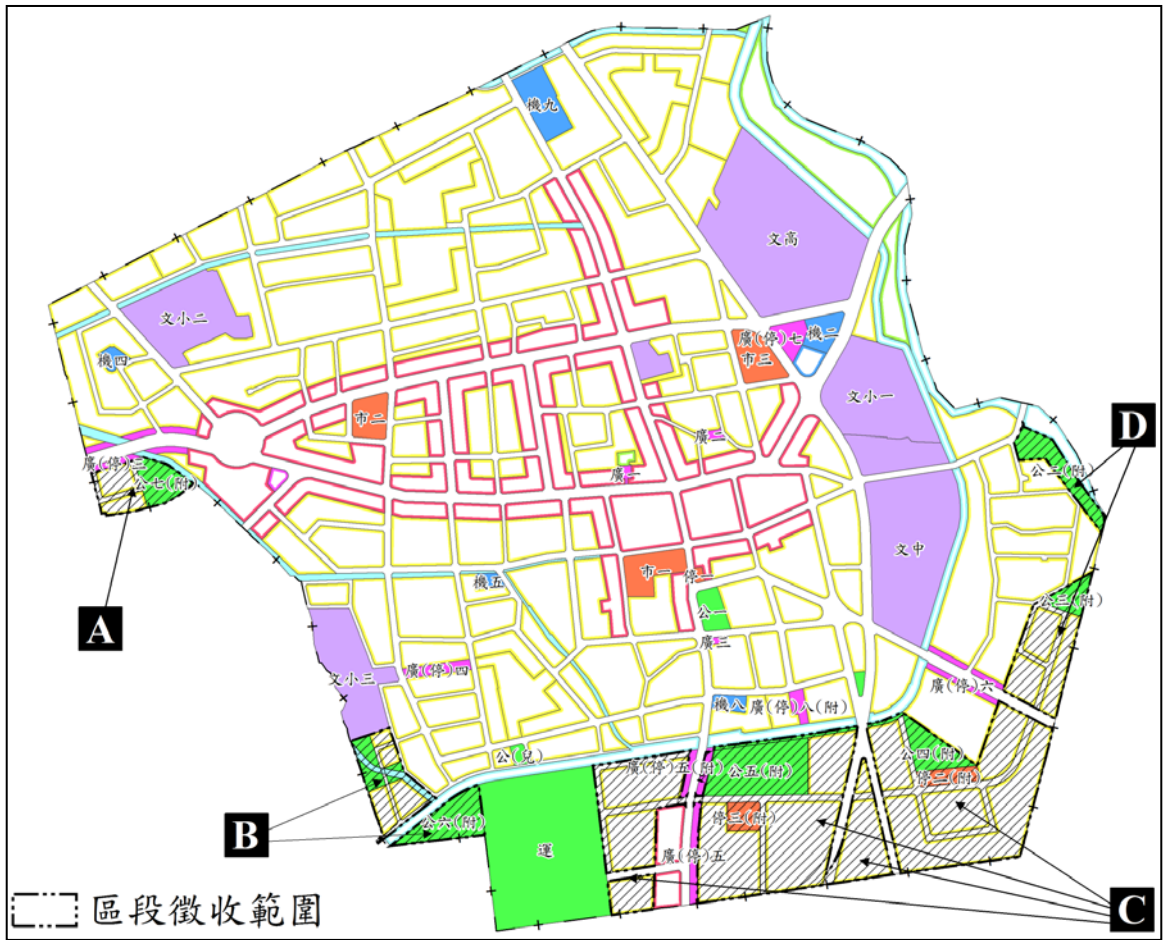 機九
文高
文小二
廣(停)七
機二
市三
機四
文小一
市二
廣二
廣(停)三
公七(附)
廣一
公二(附)
D
文中
市一
停一
機五
A
公一
公三(附)
廣三
文小三
廣(停)四
廣(停)六
機八
廣(停)八(附)
公(兒)
公四(附)
廣(停)五(附)
公五(附)
停二(附)
公六(附)
停三(附)
B
運
廣(停)五
C
區段徵收範圍